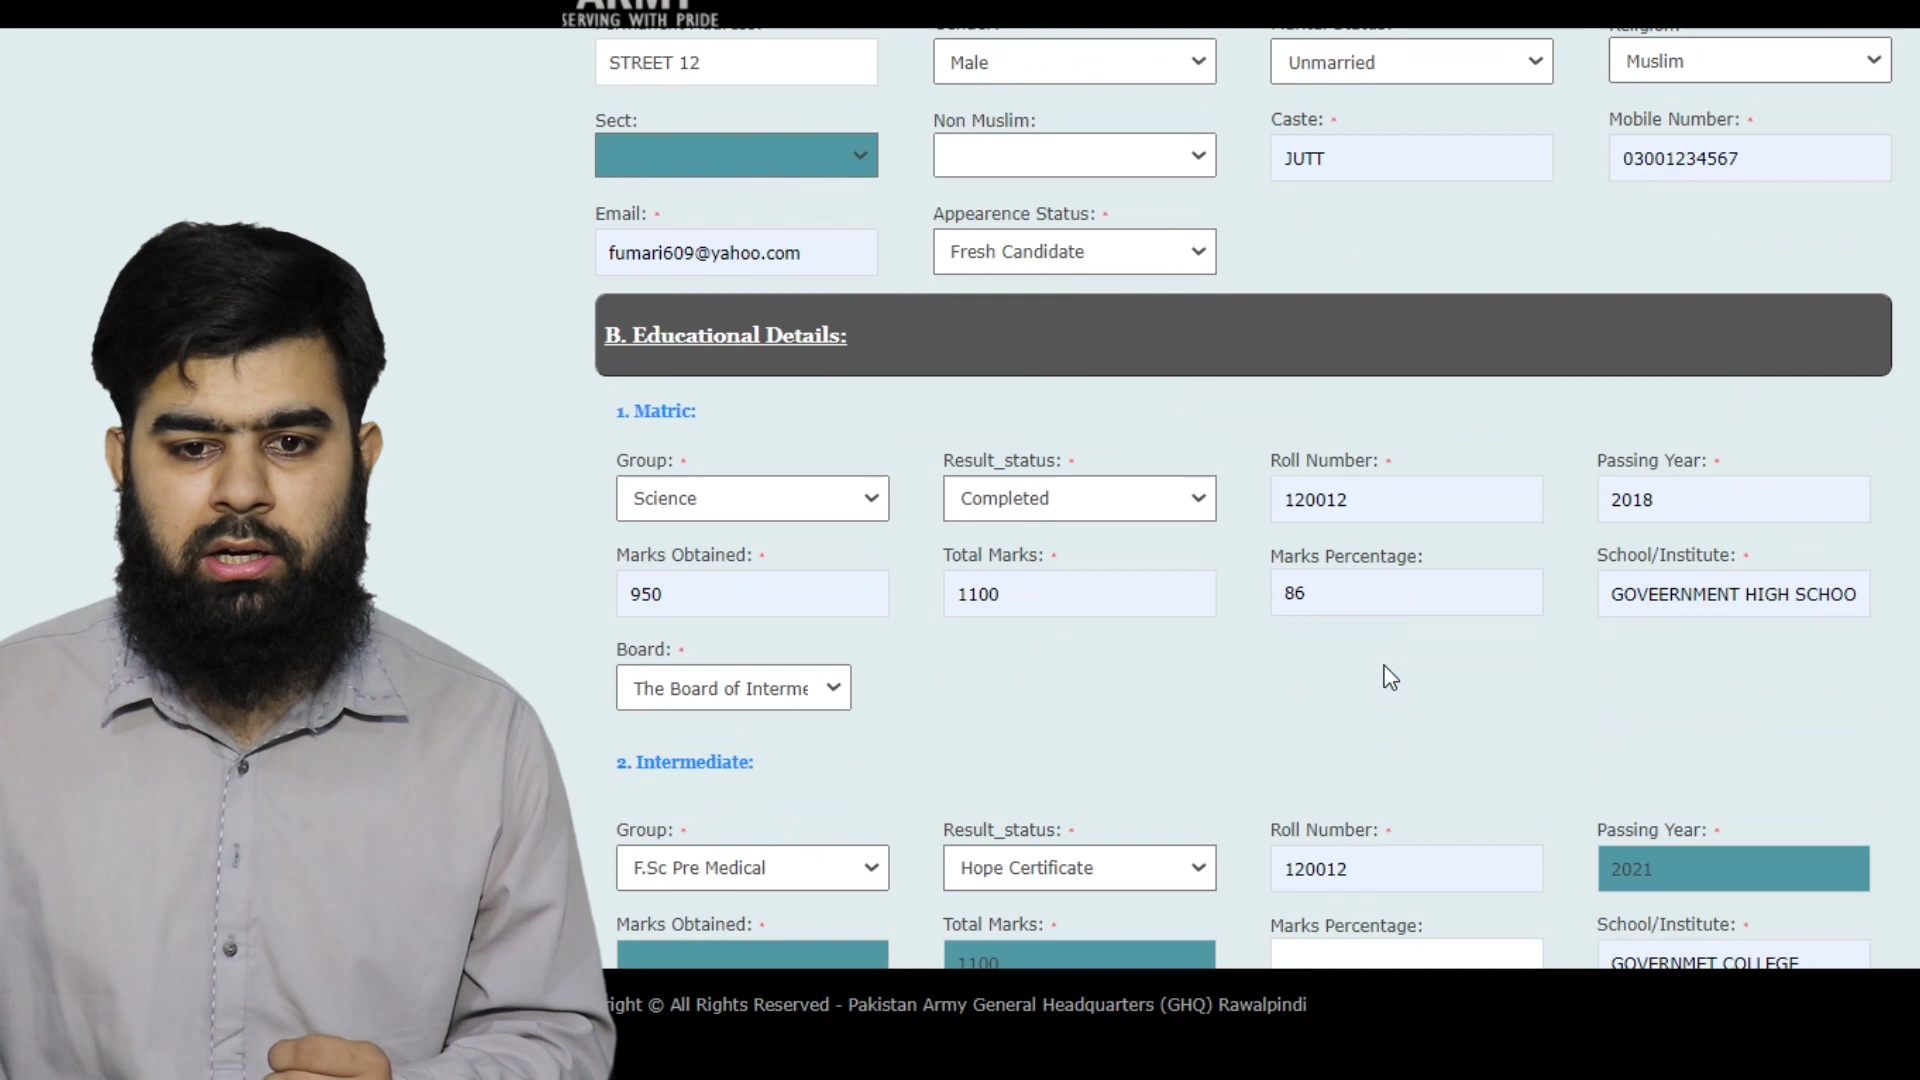 ARMY
SERVING WITH PRIDE
STREET 12
Male
Unmarried
Muslim
Sect:
Non Muslim:
Caste: *
JUTT
Mobile Number: *
03001234567
Email: *
fumari609@yahoo.com
Appearence Status: *
Fresh Candidate
B. Educational Details:
1. Matric:
Group: *
Result_status: *
Roll Number: *
Passing Year: *
Science
Completed
120012
2018
Marks Obtained: *
Total Marks: *
Marks Percentage:
School/Institute: *
950
1100
86
GOVEERNMENT HIGH SCHOO
Board: *
The Board of Interme
2. Intermediate:
Group: *
Result_status: *
Roll Number: *
Passing Year: *
F.Sc Pre Medical
Hope Certificate
120012
2021
Marks Obtained: *
Total Marks: *
Marks Percentage:
School/Institute: *
1100
GOVERNMET COLLEGE
right © All Rights Reserved - Pakistan Army General Headquarters (GHQ) Rawalpindi